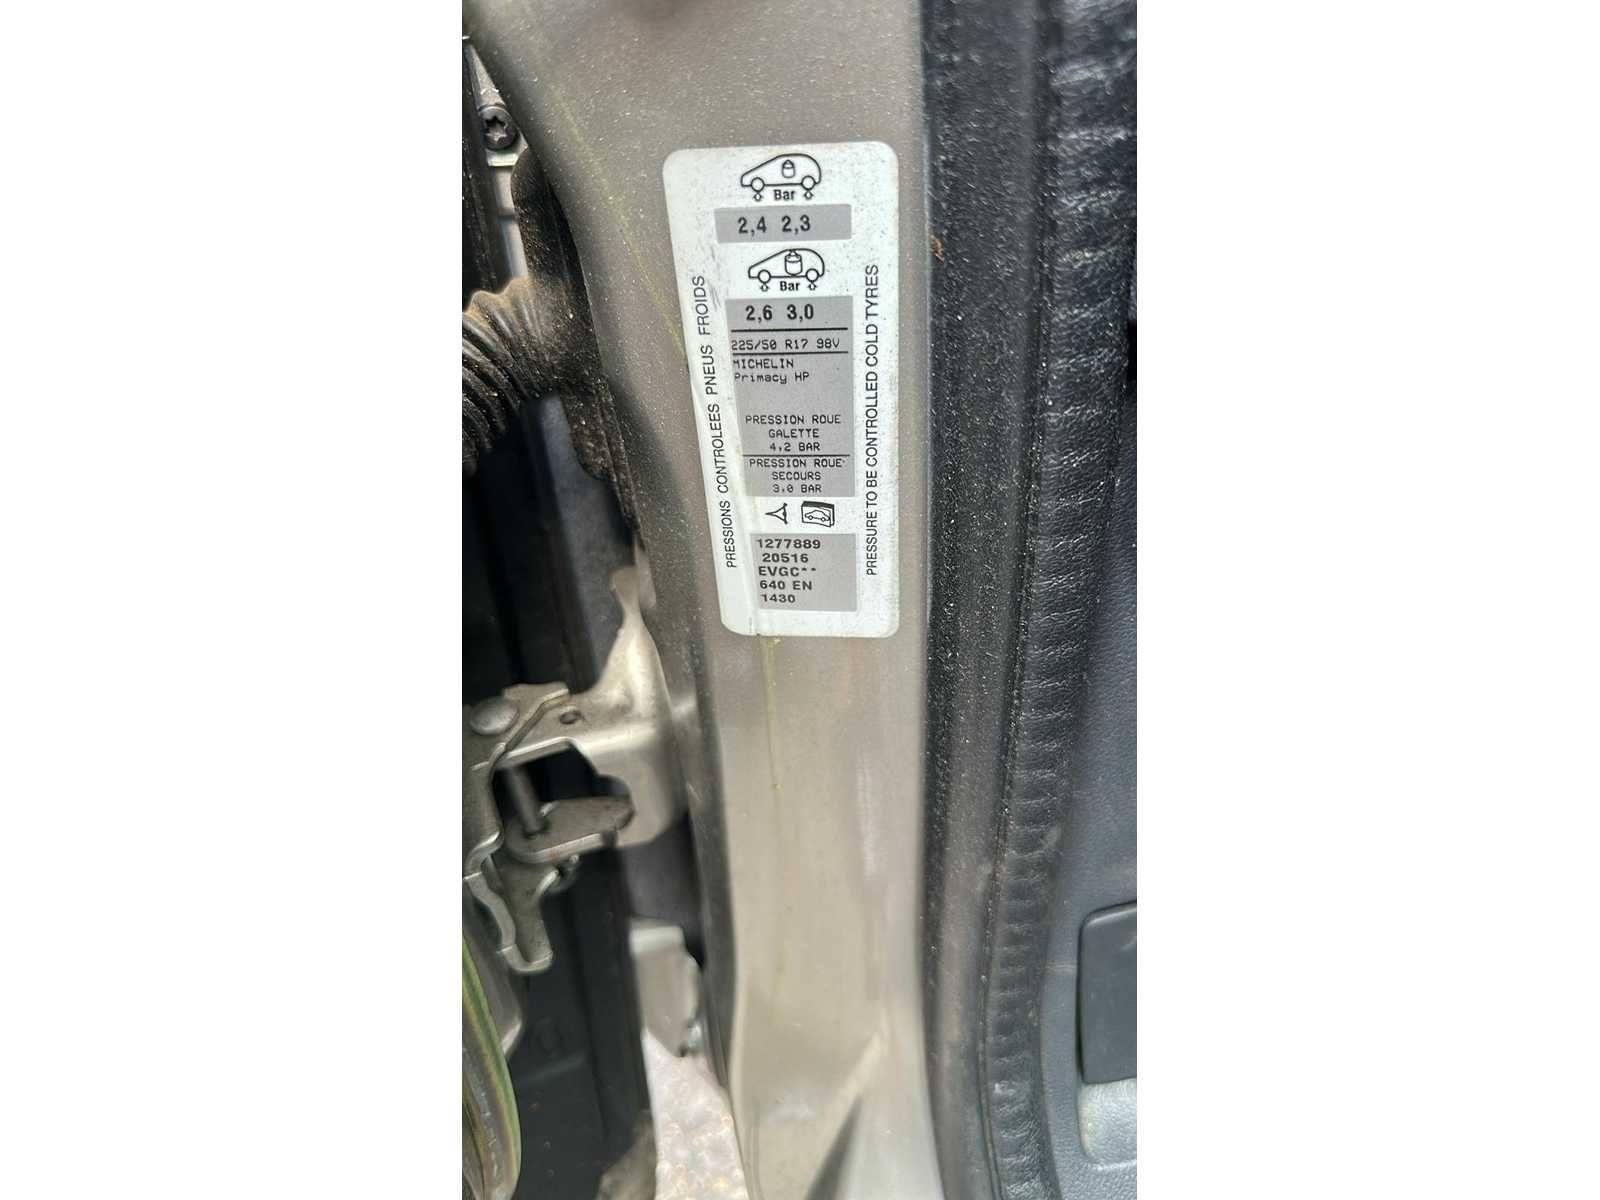 Bar
2,4 2,3
Bar
2,6 3,0
225/50 R17 98V
MICHELIN
Primacy HP
PRESSION ROUE
GALETTE
4,2 BAR
PRESSION ROUE
SECOURS
3,0 BAR
1277889
20516
EVGC**
640 EN
1430
PRESSIONS CONTROLEES PNEUS FROIDS
PRESSURE TO BE CONTROLLED COLD TYRES